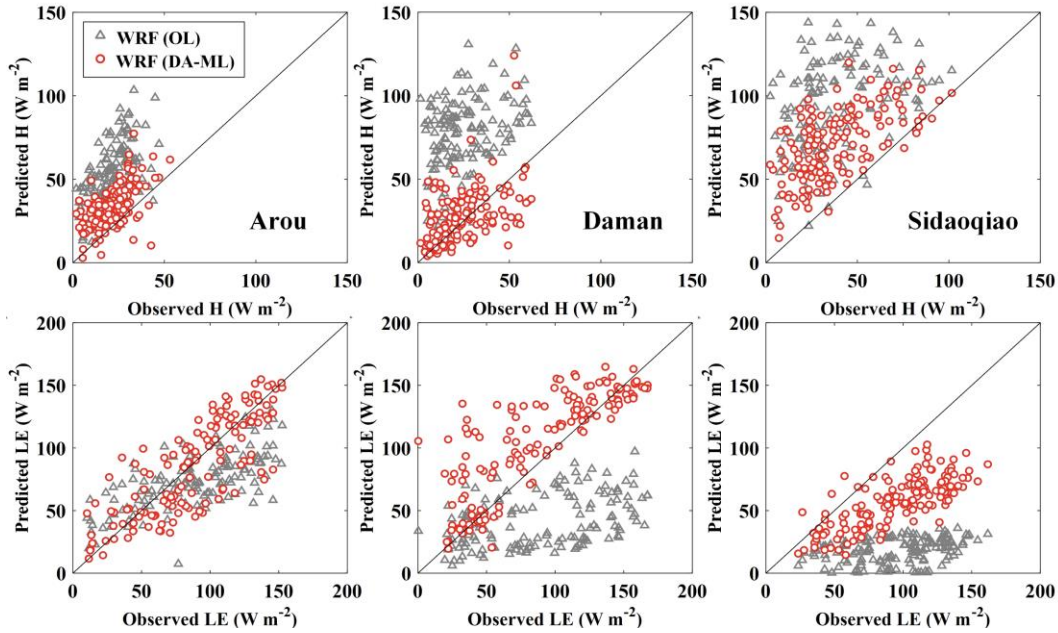 150
100
50
0
Predicted H (W m-2)
WRF (OL)
WRF (DA-ML)
Arou
0 50 100 150
Observed H (W m-2)
150
100
50
0
Predicted H (W m-2)
Daman
0 50 100 150
Observed H (W m-2)
150
100
50
0
Predicted H (W m-2)
Sidaoqiao
0 50 100 150
Observed H (W m-2)
200
150
100
50
0
Predicted LE (W m-2)
0 50 100 150 200
Observed LE (W m-2)
200
150
100
50
0
Predicted LE (W m-2)
0 50 100 150 200
Observed LE (W m-2)
200
150
100
50
0
Predicted LE (W m-2)
0 50 100 150 200
Observed LE (W m-2)